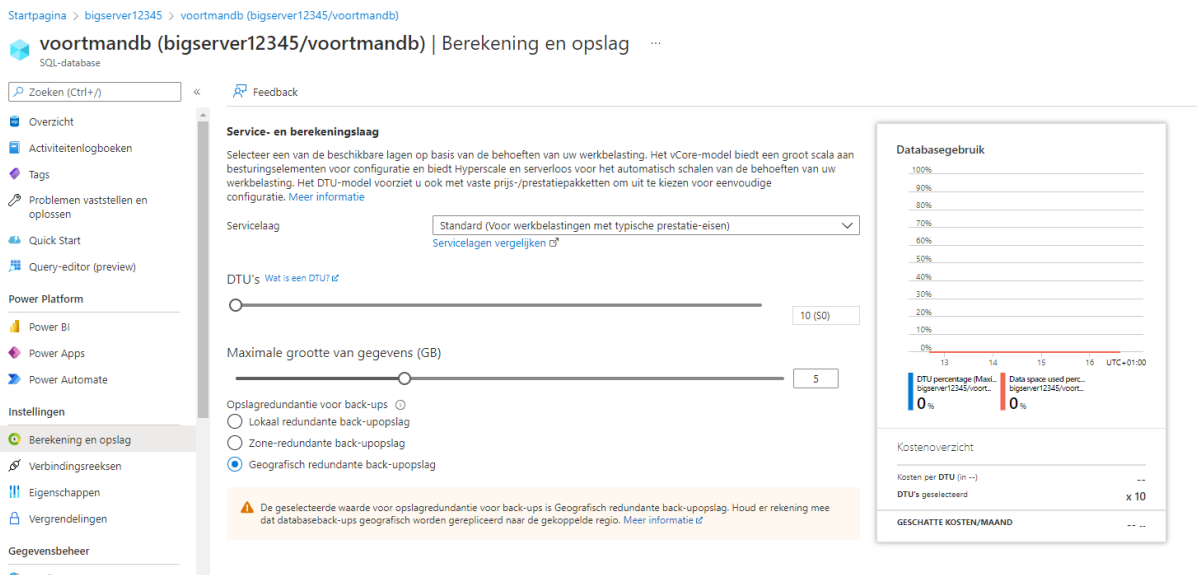 Startpagina > bigserver12345 > voortmandb (bigserver12345/voortmandb)
voortmandb (bigserver12345/voortmandb) | Berekening en opslag ...
SQL-database
Zoeken (Ctrl+/)
«
Feedback
Overzicht
Activiteitenlogboeken
Tags
Problemen vaststellen en
oplossen
Quick Start
Query-editor (preview)
Power Platform
Power BI
Power Apps
Power Automate
Instellingen
Berekening en opslag
Verbindingsreeksen
Eigenschappen
Vergrendelingen
Gegevensbeheer
Service- en berekeningslaag
Selecteer een van de beschikbare lagen op basis van de behoeften van uw werkbelasting. Het vCore-model biedt een groot scala aan
besturingselementen voor configuratie en biedt Hyperscale en serverloos voor het automatisch schalen van de behoeften van uw
werkbelasting. Het DTU-model voorziet u ook met vaste prijs-/prestatiepakketten om uit te kiezen voor eenvoudige
configuratie. Meer informatie
Servicelaag
Standard (Voor werkbelastingen met typische prestatie-eisen)
Servicelagen vergelijken
DTU's Wat is een DTU?
10 (S0)
Maximale grootte van gegevens (GB)
5
Opslagredundantie voor back-ups
Lokaal redundante back-upopslag
Zone-redundante back-upopslag
Geografisch redundante back-upopslag
De geselecteerde waarde voor opslagredundantie voor back-ups is Geografisch redundante back-upopslag. Houd er rekening mee
dat databaseback-ups geografisch worden gerepliceerd naar de gekoppelde regio. Meer informatie
Databasegebruik
100%
90%
80%
70%
60%
50%
40%
30%
20%
10%
0%
13 14 15 16 UTC+01:00
DTU percentage (Maxi...
bigserver12345/voort...
0 %
Data space used perc...
bigserver12345/voort...
0 %
Kostenoverzicht
Kosten per DTU (in --) --
DTU's geselecteerd x 10
GESCHATTE KOSTEN/MAAND -- --